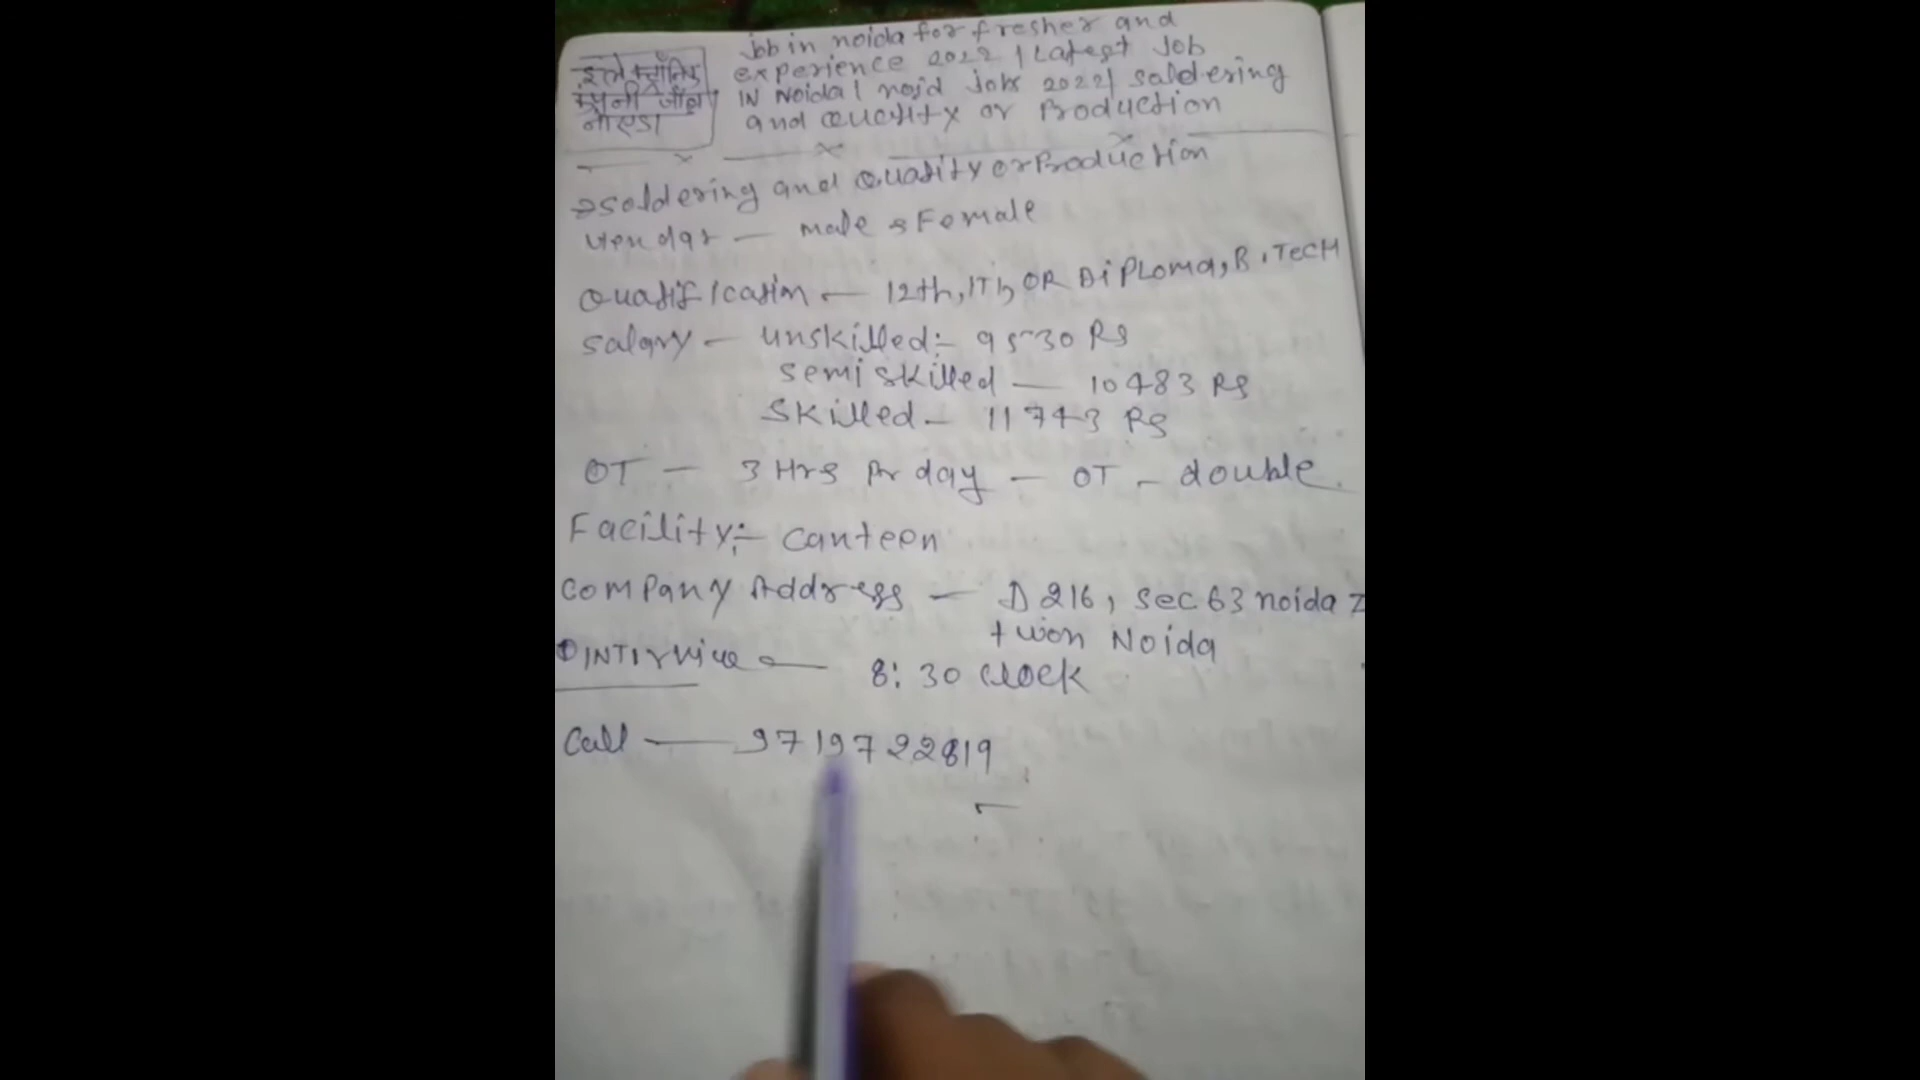 इलेक्ट्रॉनिक
कंपनी जॉब
नोएडा
Job in noida for fresher and
experience 2022 | Latest Job
IN Noida | noid Jobs 2022 | saldering
and Quality or Production
soldering and Quality or Production
male & Female
Qualification — 12th, ITI, OR DiPLoma, B.TecH
salary — unskilled:- 9530 Rs
semi skilled — 10483 Rs
Skilled — 11743 Rs
OT — 3 Hrs Pr day — OT - double
Facility:- canteen
Company Address — D 216, sec 63 noida
twon Noida
8:30 Clock
Call — 9719722819